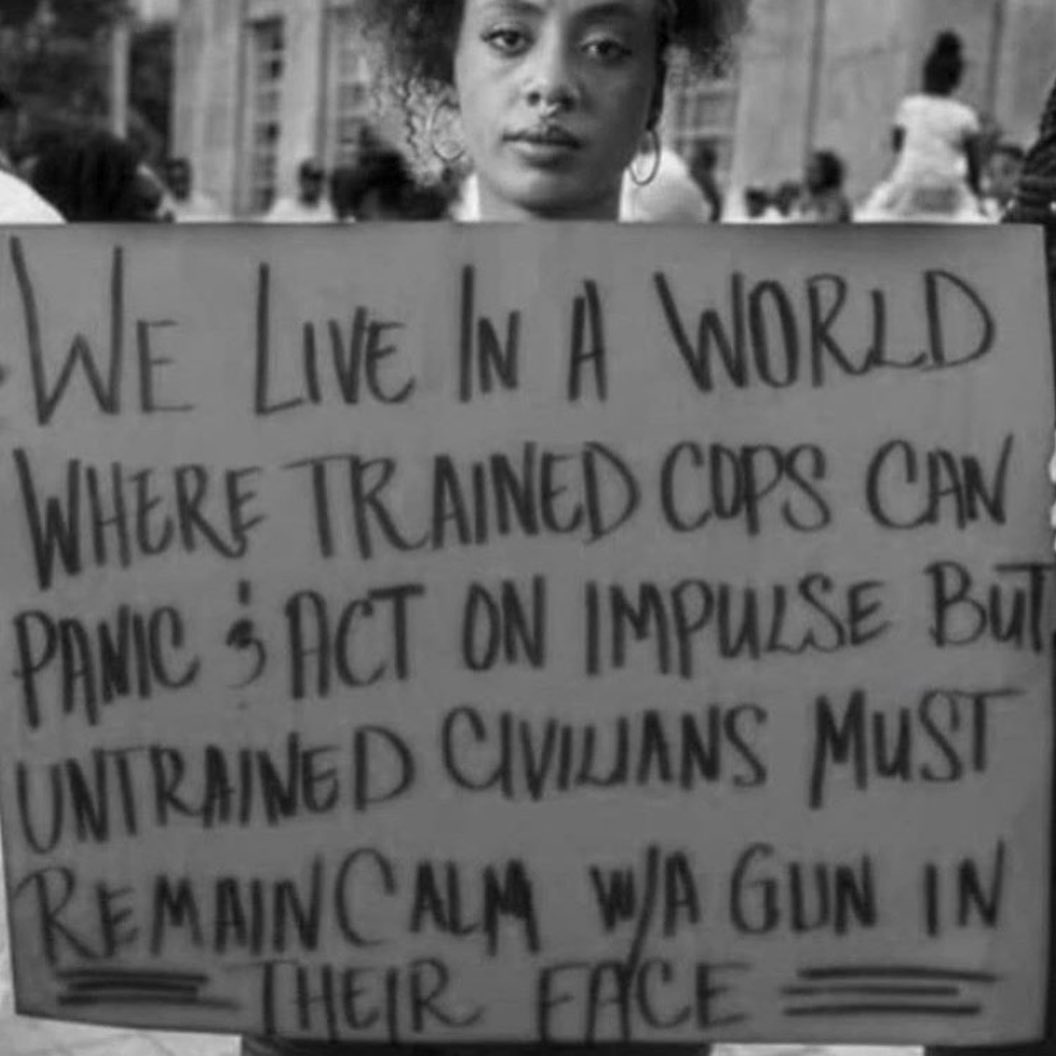 WE LIVE IN A WORLD
WHERE TRAINED COPS CAN
PANIC & ACT ON IMPULSE BUT
UNTRAINED CIVILIANS MUST
REMAIN CALM W/A GUN IN
THEIR FACE